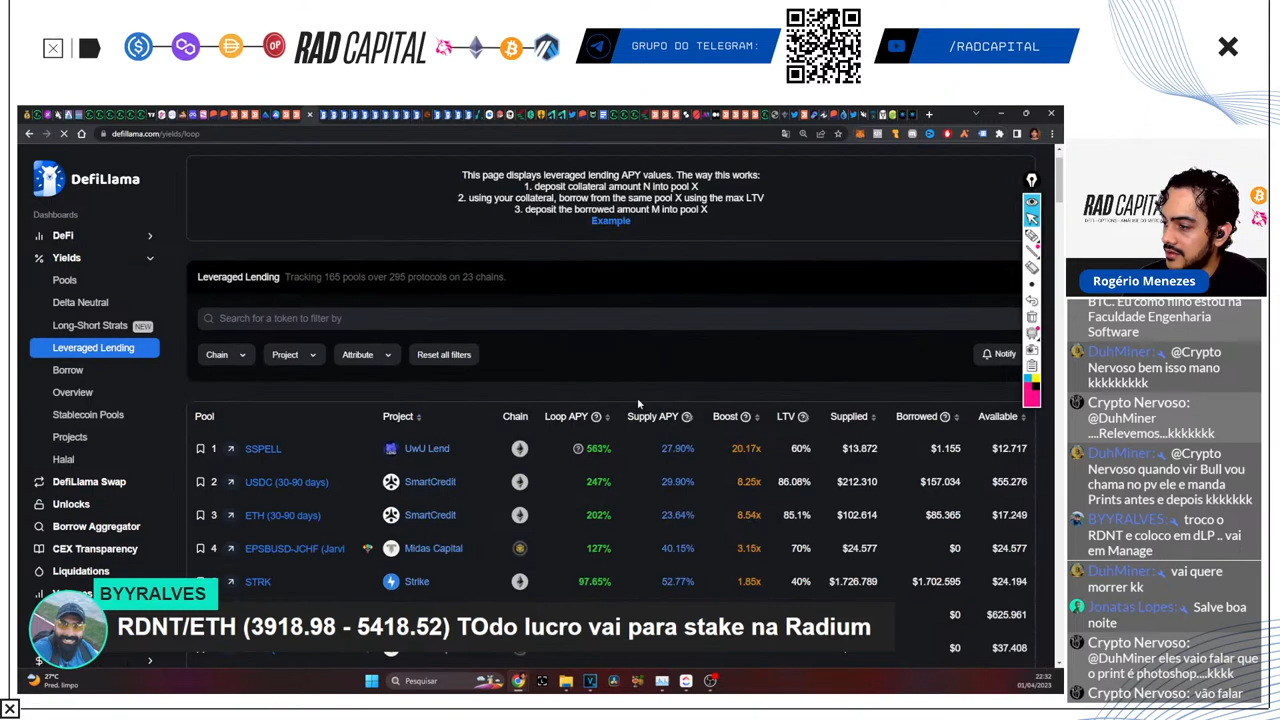 RAD CAPITAL
GRUPO DO TELEGRAM:
/RADCAPITAL
defillama.com/yields/loop
DefiLlama
Dashboards
DeFi
Yields
Pools
Delta Neutral
Long-Short Strats NEW
Leveraged Lending
Borrow
Overview
Stablecoin Pools
Projects
Halal
DefiLlama Swap
Unlocks
Borrow Aggregator
CEX Transparency
Liquidations
This page displays leveraged lending APY values. The way this works:
1. deposit collateral amount N into pool X
2. using your collateral, borrow from the same pool X using the max LTV
3. deposit the borrowed amount M into pool X
Example
Leveraged Lending Tracking 165 pools over 295 protocols on 23 chains.
Search for a token to filter by
Chain Project Attribute Reset all filters Notify
Pool Project Chain Loop APY Supply APY Boost LTV Supplied Borrowed Available
1 SSPELL UwU Lend 563% 27.90% 20.17x 60% $13.872 $1.155 $12.717
2 USDC (30-90 days) SmartCredit 247% 29.90% 8.25x 86.08% $212.310 $157.034 $55.276
3 ETH (30-90 days) SmartCredit 202% 23.64% 8.54x 85.1% $102.614 $85.365 $17.249
4 EPSBUSD-JCHF (Jarvi Midas Capital 127% 40.15% 3.15x 70% $24.577 $0 $24.577
STRK Strike 97.65% 52.77% 1.85x 40% $1.726.789 $1.702.595 $24.194
$0 $625.961
$0 $37.408
BYYRALVES
RDNT/ETH (3918.98 - 5418.52) TOdo lucro vai para stake na Radium
27°C
Pred. limpo
Pesquisar
22:32
01/04/2023
RAD CAPITAL
Rogério Menezes
BTC. Eu como filho estou na
Faculdade Engenharia
Software
DuhMiner: @Crypto
Nervoso bem isso mano
kkkkkkkkk
Crypto Nervoso:
@DuhMiner
....Relevemos...kkkkkkk
DuhMiner: @Crypto
Nervoso quando vir Bull vou
chama no pv ele e manda
Prints antes e depois kkkkkkk
BYYRALVES: troco o
RDNT e coloco em dLP .. vai
em Manage
DuhMiner: vai quere
morrer kk
Jonatas Lopes: Salve boa
noite
Crypto Nervoso:
@DuhMiner eles vaio falar que
o print é photoshop....kkkk
Crypto Nervoso: vão falar